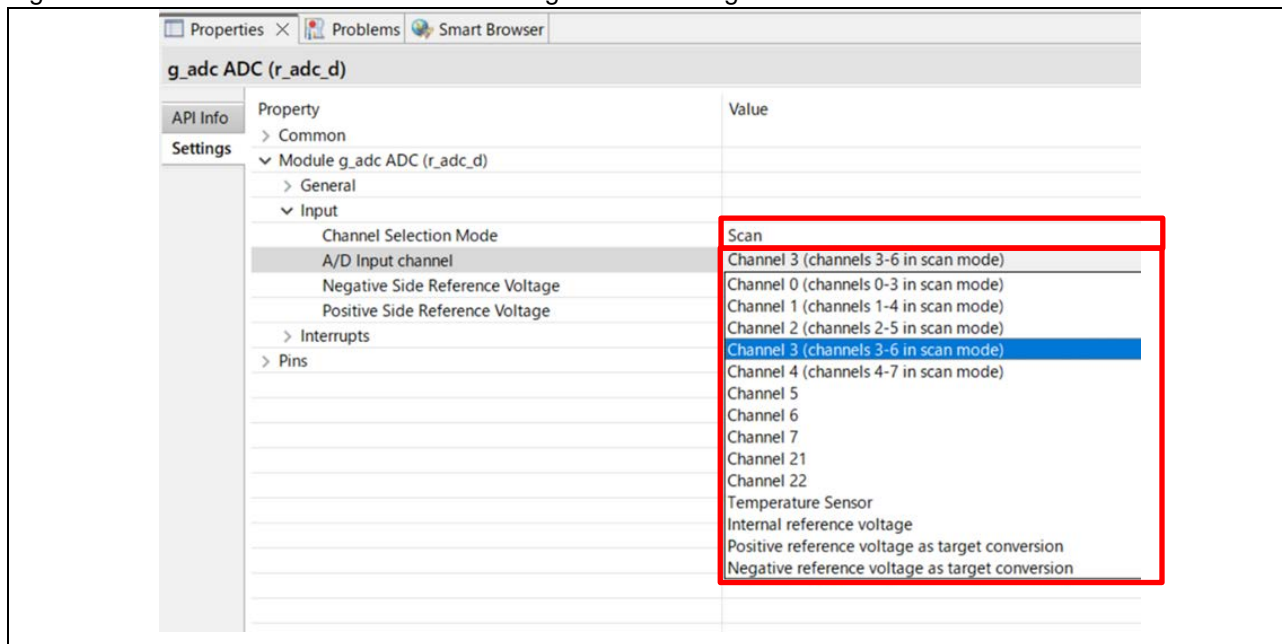 Properties × Problems Smart Browser
g_adc ADC (r_adc_d)
API Info
Settings
Property Value
> Common
Module g_adc ADC (r_adc_d)
> General
Input
Channel Selection Mode Scan
A/D Input channel Channel 3 (channels 3-6 in scan mode)
Negative Side Reference Voltage Channel 0 (channels 0-3 in scan mode)
Positive Side Reference Voltage Channel 1 (channels 1-4 in scan mode)
> Interrupts Channel 2 (channels 2-5 in scan mode)
> Pins Channel 3 (channels 3-6 in scan mode)
Channel 4 (channels 4-7 in scan mode)
Channel 5
Channel 6
Channel 7
Channel 21
Channel 22
Temperature Sensor
Internal reference voltage
Positive reference voltage as target conversion
Negative reference voltage as target conversion